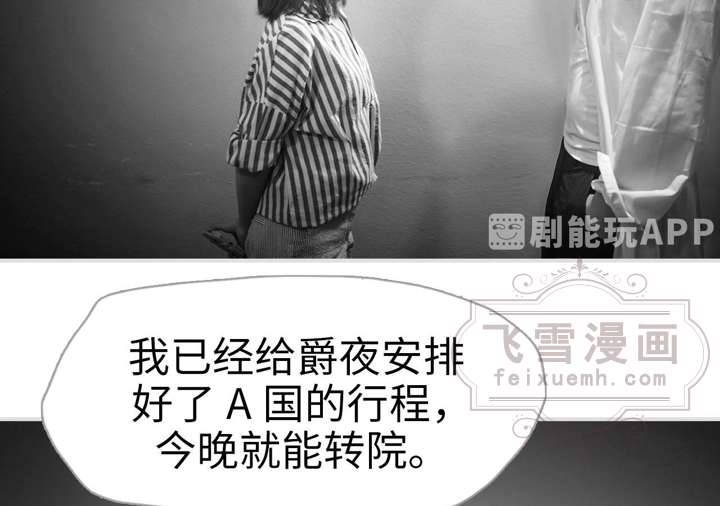 剧能玩APP
飞雪漫画
feixuemh.com
我已经给爵夜安排
好了 A 国的行程，
今晚就能转院。